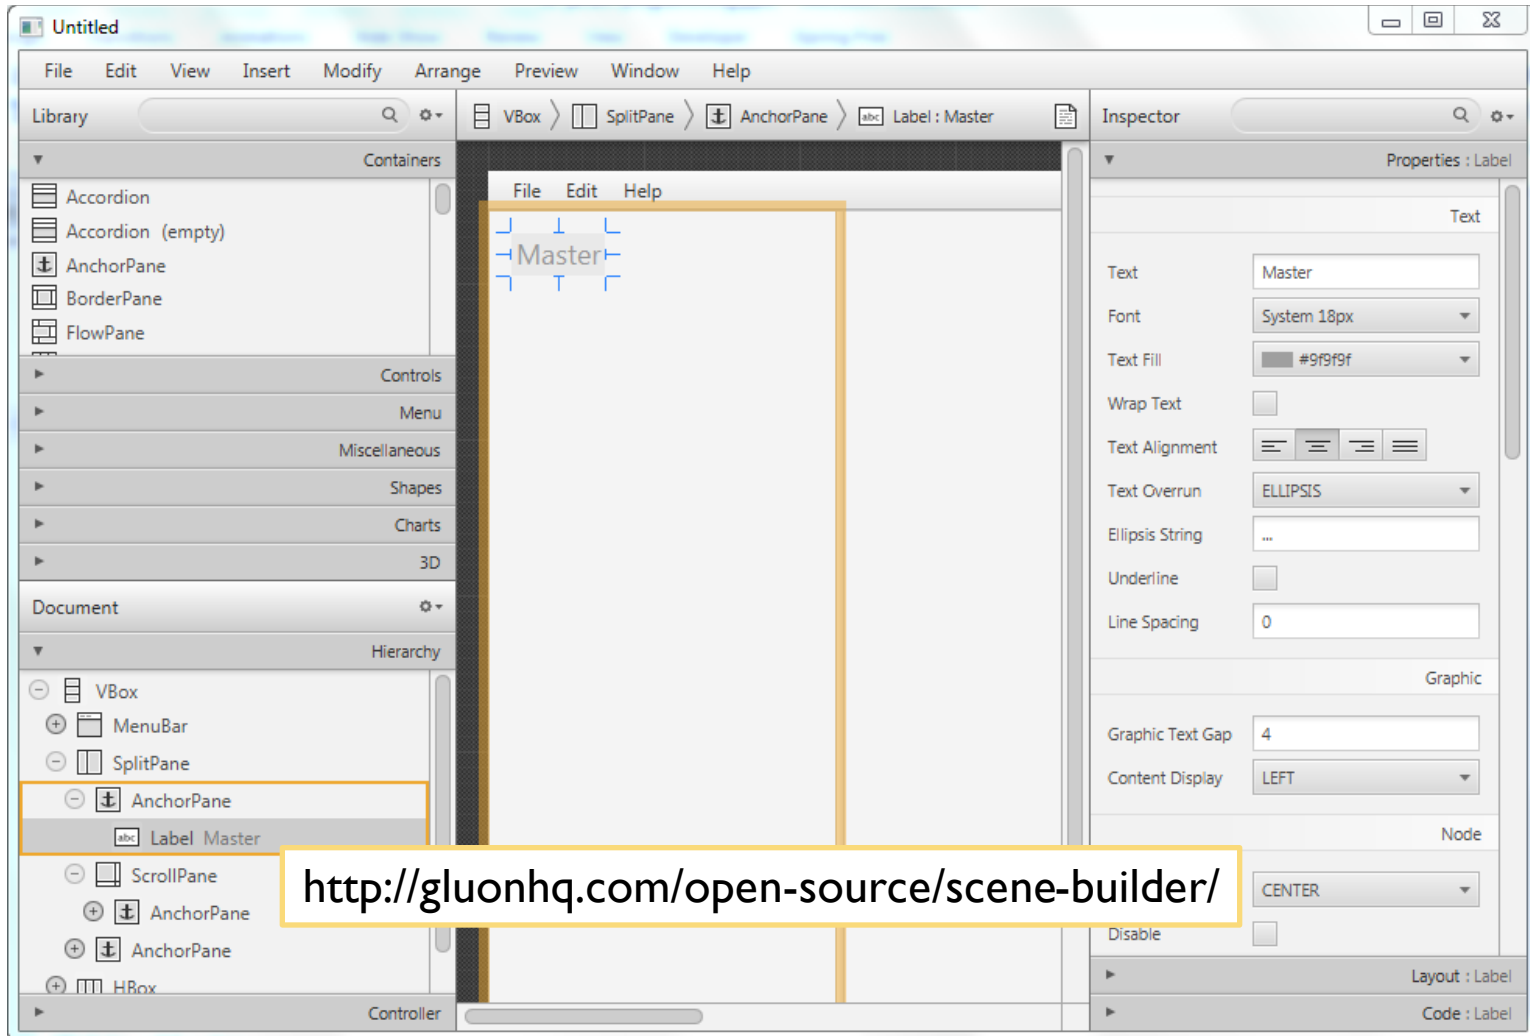 Untitled
File Edit View Insert Modify Arrange Preview Window Help
Library
Containers
Accordion
Accordion (empty)
AnchorPane
BorderPane
FlowPane
Controls
Menu
Miscellaneous
Shapes
Charts
3D
Document
Hierarchy
VBox
MenuBar
SplitPane
AnchorPane
abc Label Master
ScrollPane
AnchorPane
AnchorPane
HBox
Controller
VBox SplitPane AnchorPane abc Label : Master
File Edit Help
Master
http://gluonhq.com/open-source/scene-builder/
Inspector
Properties : Label
Text
Text Master
Font System 18px
Text Fill #9f9f9f
Wrap Text
Text Alignment
Text Overrun ELLIPSIS
Ellipsis String ...
Underline
Line Spacing 0
Graphic
Graphic Text Gap 4
Content Display LEFT
Node
CENTER
Disable
Layout : Label
Code : Label